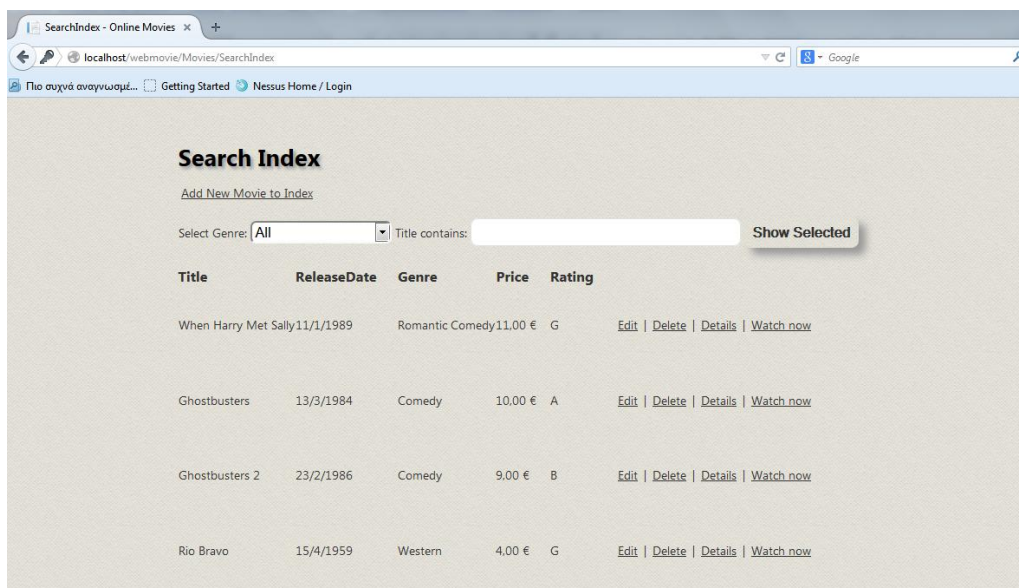 SearchIndex - Online Movies
localhost/webmovie/Movies/SearchIndex
Google
Πιο συχνά αναγνωσμέ... Getting Started Nessus Home / Login
Search Index
Add New Movie to Index
Select Genre: All Title contains: Show Selected
Title ReleaseDate Genre Price Rating
When Harry Met Sally 11/1/1989 Romantic Comedy 11,00 € G Edit | Delete | Details | Watch now
Ghostbusters 13/3/1984 Comedy 10,00 € A Edit | Delete | Details | Watch now
Ghostbusters 2 23/2/1986 Comedy 9,00 € B Edit | Delete | Details | Watch now
Rio Bravo 15/4/1959 Western 4,00 € G Edit | Delete | Details | Watch now